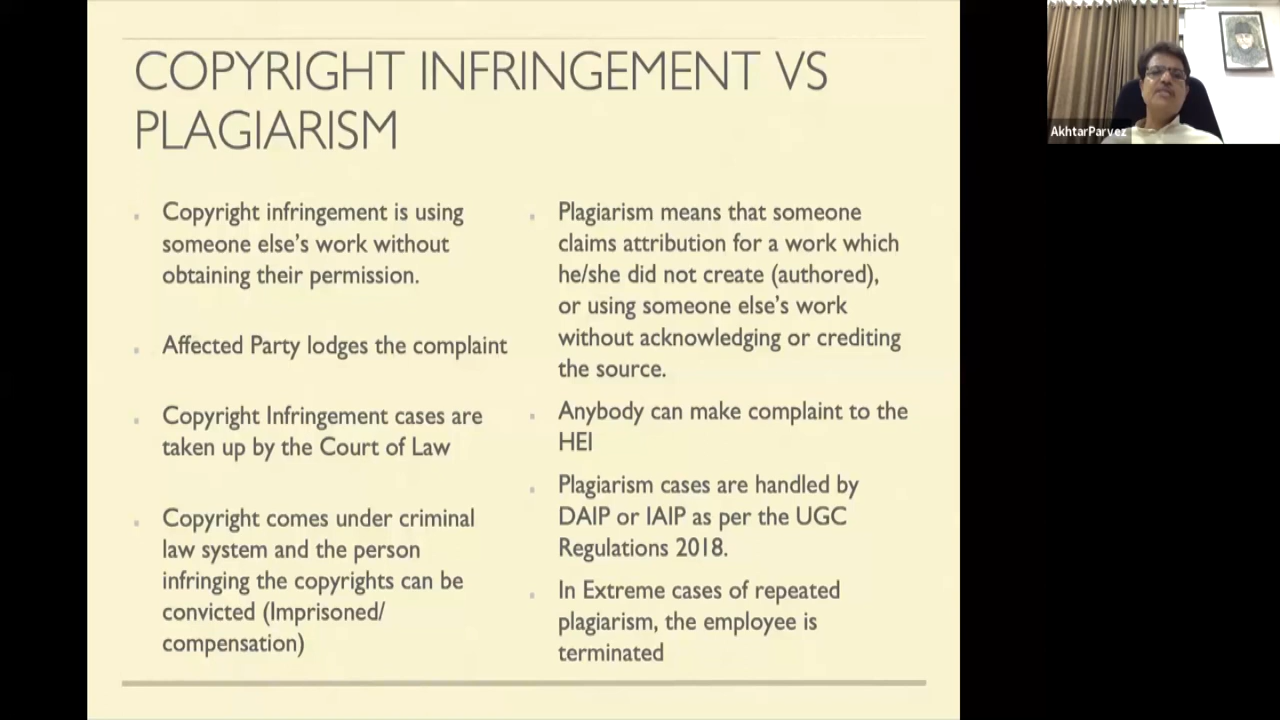 COPYRIGHT INFRINGEMENT VS
PLAGIARISM
Copyright infringement is using
someone else's work without
obtaining their permission.
Affected Party lodges the complaint
Copyright Infringement cases are
taken up by the Court of Law
Copyright comes under criminal
law system and the person
infringing the copyrights can be
convicted (Imprisoned/
compensation)
Plagiarism means that someone
claims attribution for a work which
he/she did not create (authored),
or using someone else's work
without acknowledging or crediting
the source.
Anybody can make complaint to the
HEI
Plagiarism cases are handled by
DAIP or IAIP as per the UGC
Regulations 2018.
In Extreme cases of repeated
plagiarism, the employee is
terminated
AkhtarParvez